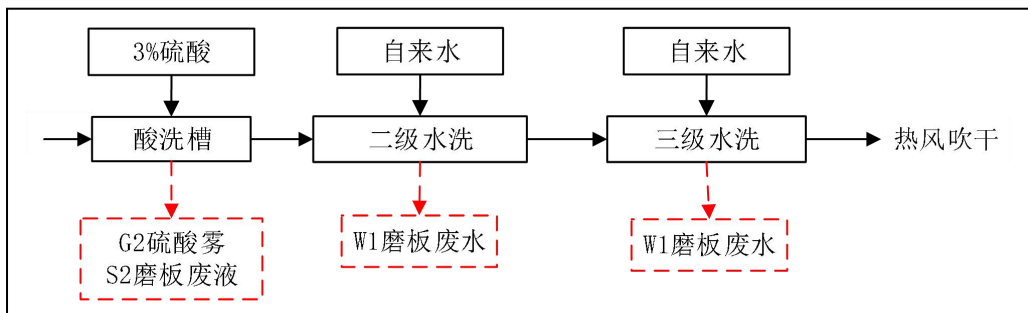 3%硫酸
自来水
自来水
酸洗槽
二级水洗
三级水洗
热风吹干
G2硫酸雾
S2磨板废液
W1磨板废水
W1磨板废水